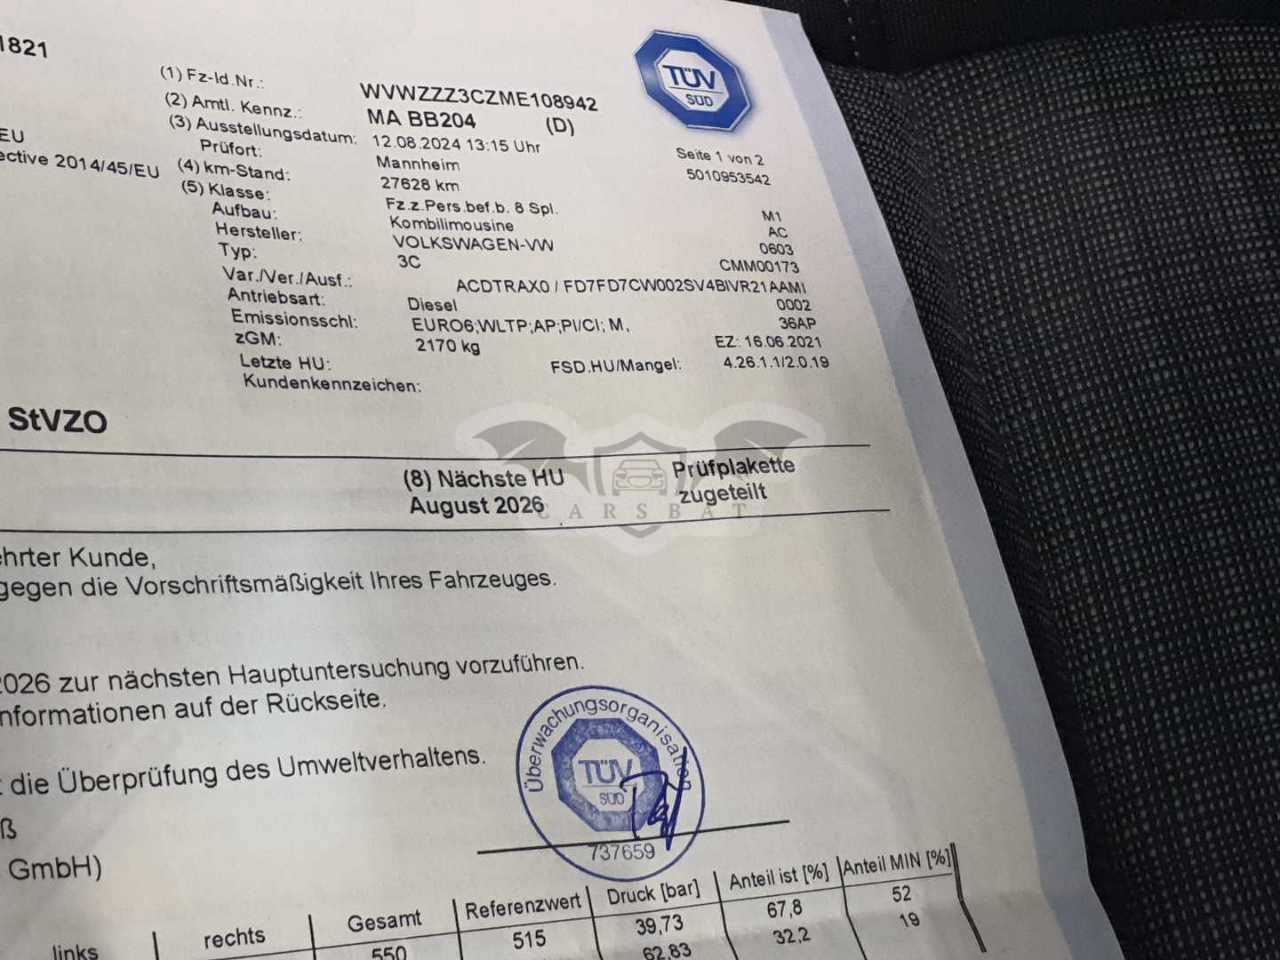 1821
(1) Fz-Id.Nr.: WVWZZZ3CZME108942
(2) Amtl. Kennz.: MA BB204 (D)
(3) Ausstellungsdatum: 12.08.2024 13:15 Uhr
Prüfort: Mannheim
(4) km-Stand: 27628 km
(5) Klasse: Fz.z.Pers.bef.b. 8 Spl. M1
Aufbau: Kombilimousine AC
Hersteller: VOLKSWAGEN-VW 0603
Typ: 3C CMM00173
Var./Ver./Ausf.: ACDTRAX0 / FD7FD7CW002SV4BIVR21AAMI
Antriebsart: Diesel 0002
Emissionsschl: EURO6;WLTP;AP;PI/CI; M, 36AP
zGM: 2170 kg EZ: 16.06.2021
Letzte HU: FSD.HU/Mangel: 4.26.1.1/2.0.19
Kundenkennzeichen:
TÜV
SÜD
Seite 1 von 2
5010953542
EU
ective 2014/45/EU
StVZO
(8) Nächste HU Prüfplakette
August 2026 zugeteilt
CARSBAT
ehrter Kunde,
gegen die Vorschriftsmäßigkeit Ihres Fahrzeuges.
2026 zur nächsten Hauptuntersuchung vorzuführen.
nformationen auf der Rückseite.
t die Überprüfung des Umweltverhaltens.
ß
GmbH)
Überwachungsorganisation
TÜV
SÜD
737659
links rechts Gesamt Referenzwert Druck [bar] Anteil ist [%] Anteil MIN [%]
550 515 39,73 67,8 52
62,83 32,2 19